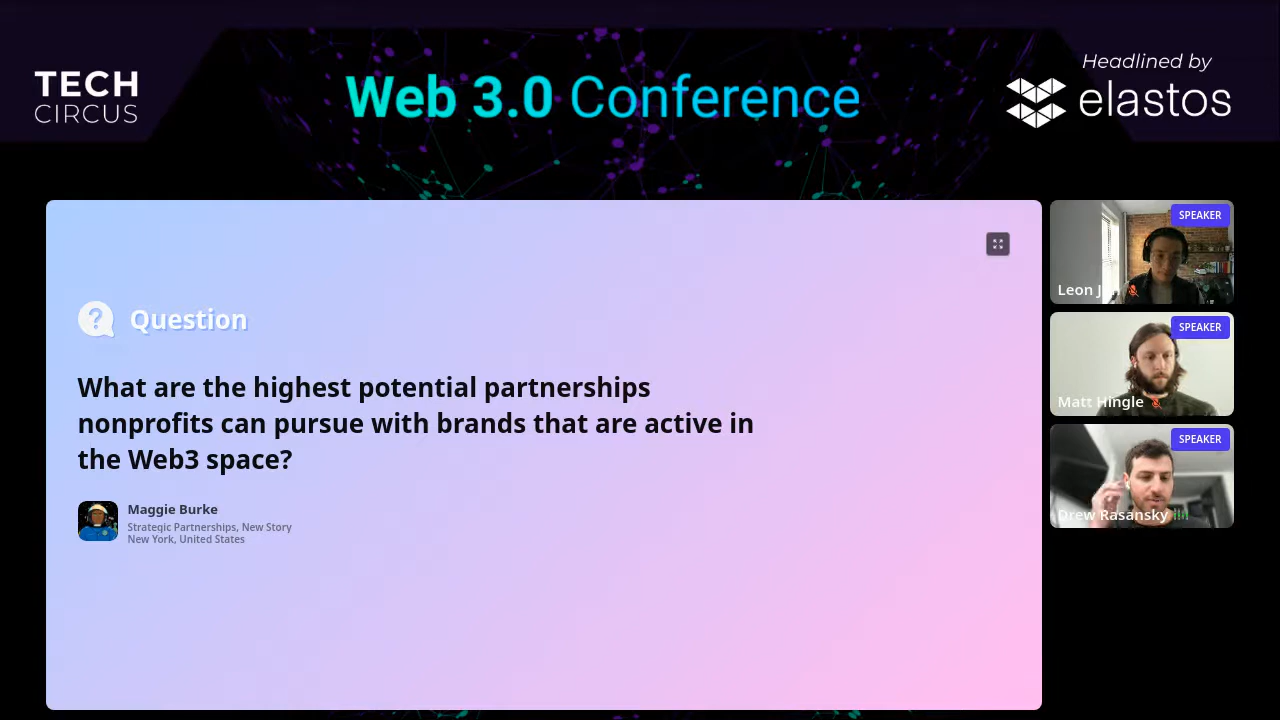 TECH
CIRCUS
Web 3.0 Conference
Headlined by
elastos
Question
What are the highest potential partnerships
nonprofits can pursue with brands that are active in
the Web3 space?
Maggie Burke
Strategic Partnerships, New Story
New York, United States
SPEAKER
Leon
SPEAKER
Matt Hingle
SPEAKER
Drew Rasansky